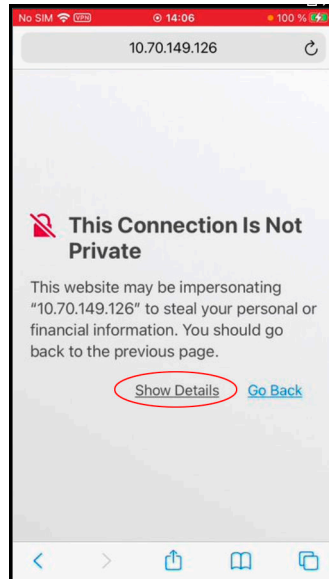 No SIM VPN 14:06 100 %
10.70.149.126
This Connection Is Not
Private
This website may be impersonating
“10.70.149.126” to steal your personal or
financial information. You should go
back to the previous page.
Show Details Go Back